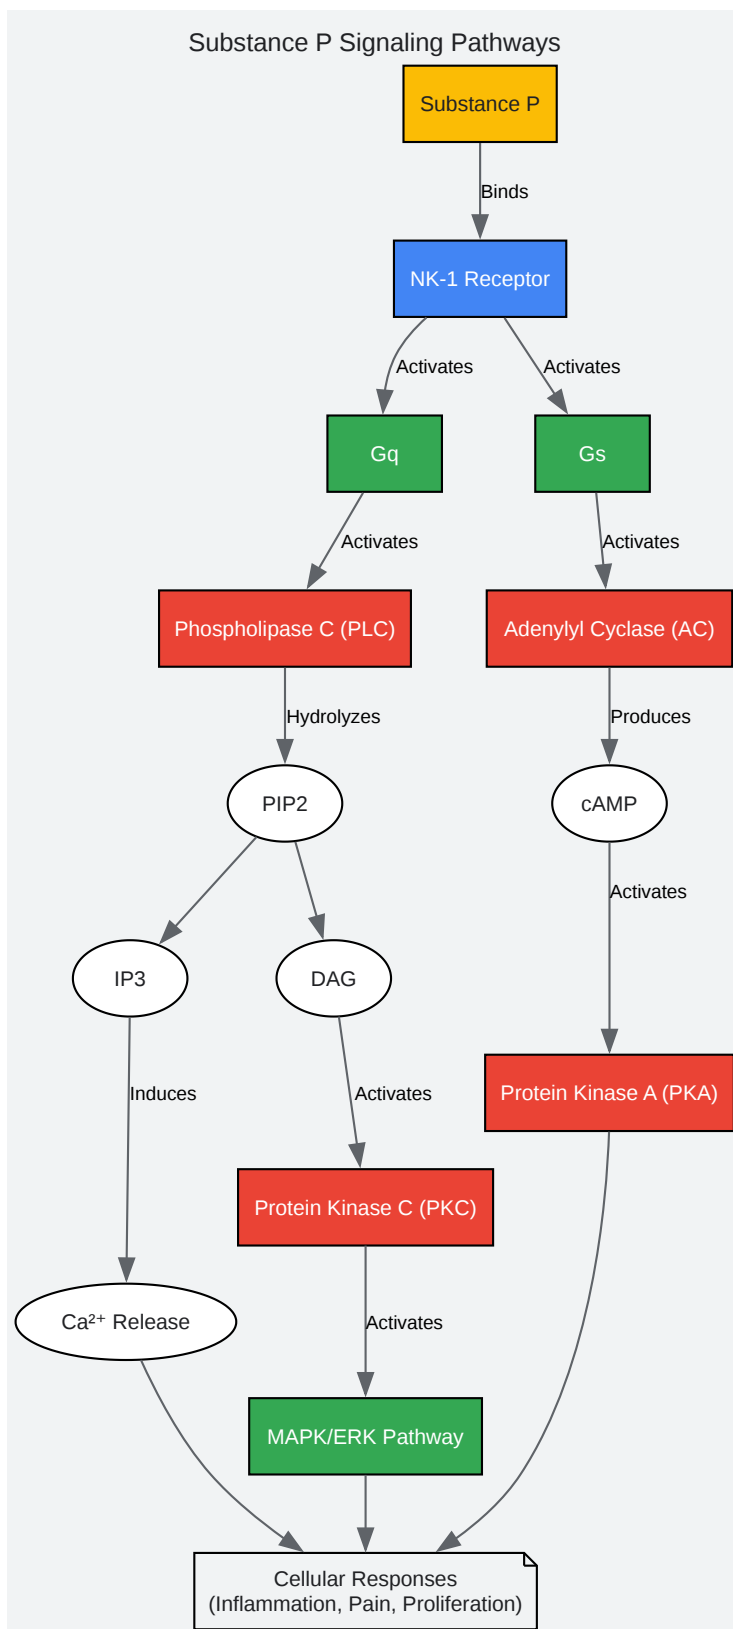 Substance P Signaling Pathways
Substance P
Binds
NK-1 Receptor
Activates
Activates
Gq
Gs
Activates
Activates
Phospholipase C (PLC)
Adenylyl Cyclase (AC)
Hydrolyzes
Produces
PIP2
cAMP
Activates
IP3
DAG
Induces
Activates
Protein Kinase A (PKA)
Protein Kinase C (PKC)
Ca²⁺ Release
Activates
MAPK/ERK Pathway
Cellular Responses
(Inflammation, Pain, Proliferation)